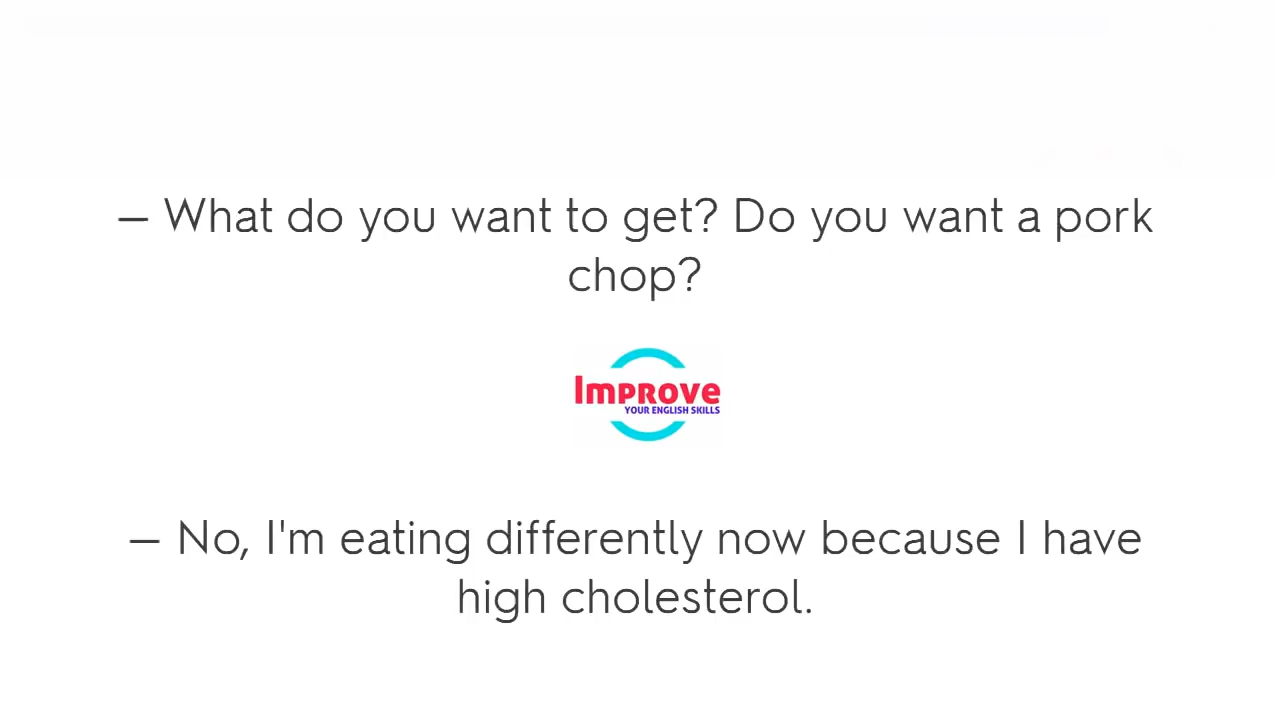 — What do you want to get? Do you want a pork
chop?
Improve
YOUR ENGLISH SKILLS
— No, I'm eating differently now because I have
high cholesterol.